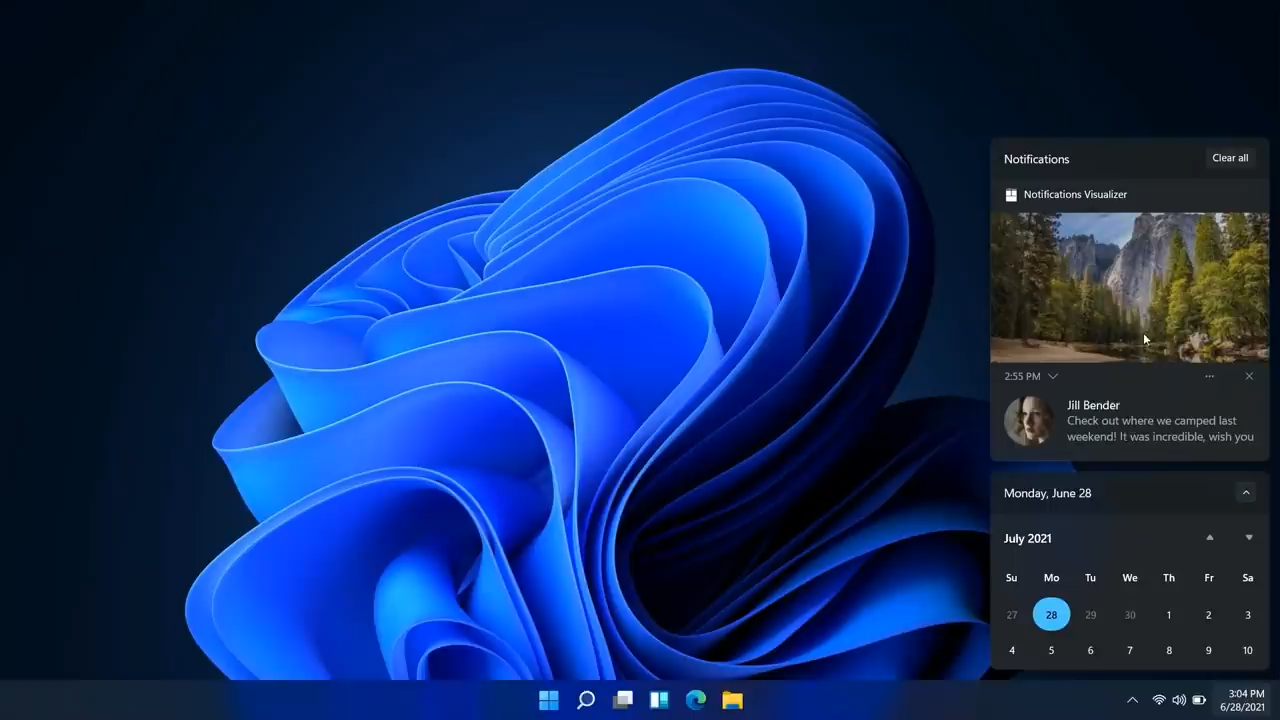 Notifications
Clear all
Notifications Visualizer
2:55 PM
Jill Bender
Check out where we camped last
weekend! It was incredible, wish you
Monday, June 28
July 2021
Su Mo Tu We Th Fr Sa
27 28 29 30 1 2 3
4 5 6 7 8 9 10
3:04 PM
6/28/2021